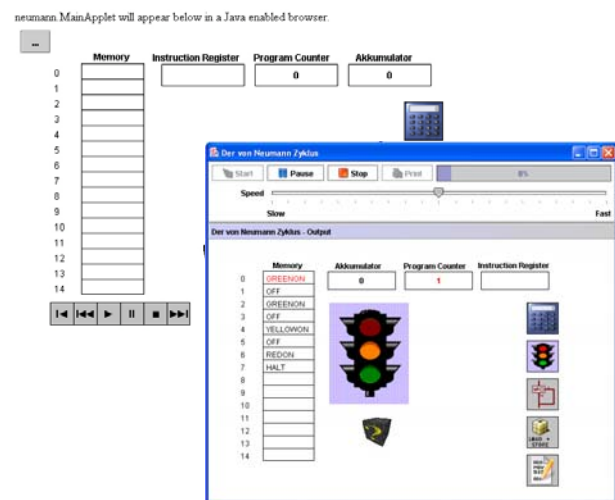 neumann.MainApplet will appear below in a Java enabled browser.
...
Memory Instruction Register Program Counter Akkumulator
0 0 0
1
2
3
4
5
6
7
8
9
10
11
12
13
14
Der von Neumann Zyklus
Start Pause Stop Print 8%
Speed
Slow Fast
Der von Neumann Zyklus - Output
Memory Akkumulator Program Counter Instruction Register
0 GREENON 0 1
1 OFF
2 GREENON
3 OFF
4 YELLOWON
5 OFF
6 REDON
7 HALT
8
9
10
11
12
13
14
LOAD +
STORE